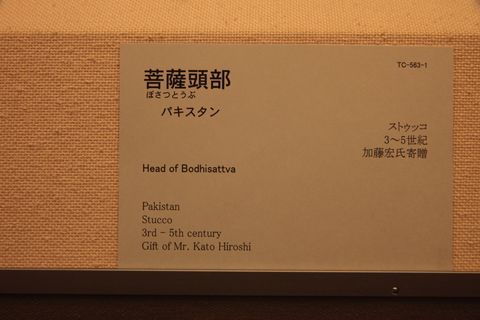 TC-563-1
菩薩頭部
ぼさつとうぶ
パキスタン
ストゥッコ
3〜5世紀
加藤宏氏寄贈
Head of Bodhisattva
Pakistan
Stucco
3rd - 5th century
Gift of Mr. Kato Hiroshi